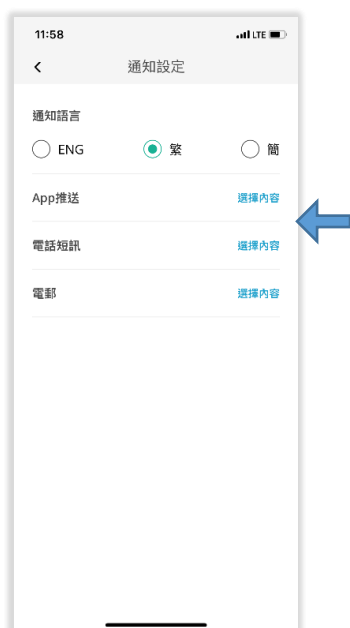 11:58 LTE
通知設定
通知語言
ENG 繁 簡
App推送 選擇內容
電話短訊 選擇內容
電郵 選擇內容